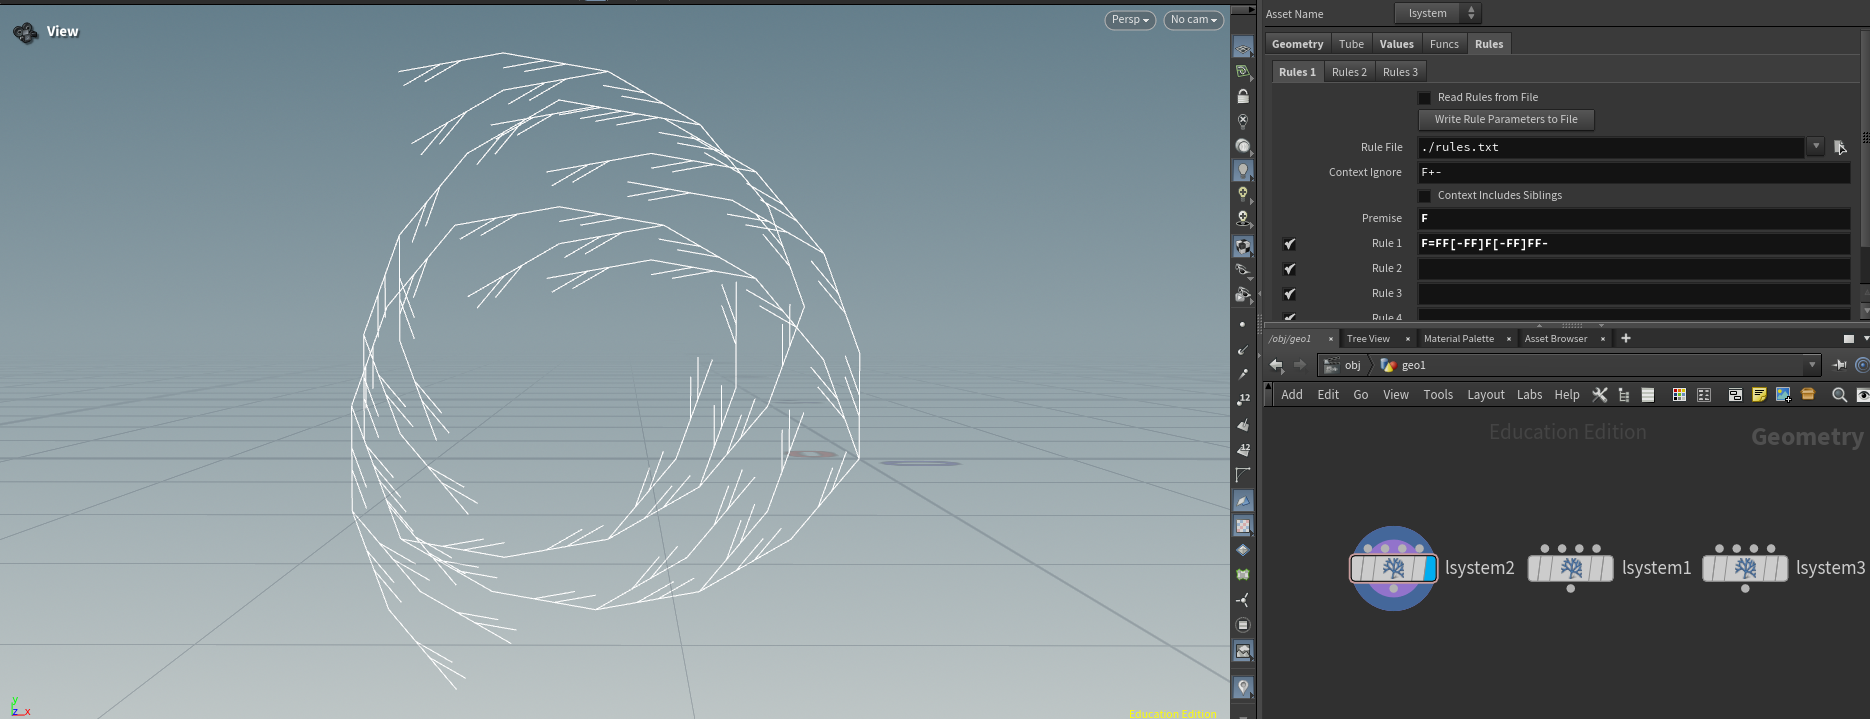 View
Persp
No cam
y
z x
Education Edition
Asset Name
lsystem
Geometry Tube Values Funcs Rules
Rules 1 Rules 2 Rules 3
Read Rules from File
Write Rule Parameters to File
Rule File ./rules.txt
Context Ignore F+-
Context Includes Siblings
Premise F
Rule 1 F=FF[-FF]F[-FF]FF-
Rule 2
Rule 3
Rule 4
/obj/geo1 × Tree View × Material Palette × Asset Browser × +
obj geo1
Add Edit Go View Tools Layout Labs Help
Education Edition
Geometry
lsystem2 lsystem1 lsystem3
12
12